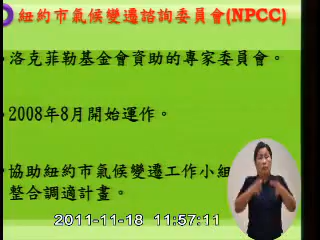 紐約市氣候變遷諮詢委員會(NPCC)
洛克菲勒基金會資助的專家委員會。
2008年8月開始運作。
協助紐約市氣候變遷工作小組
整合調適計畫。
2011-11-18 11:57:11